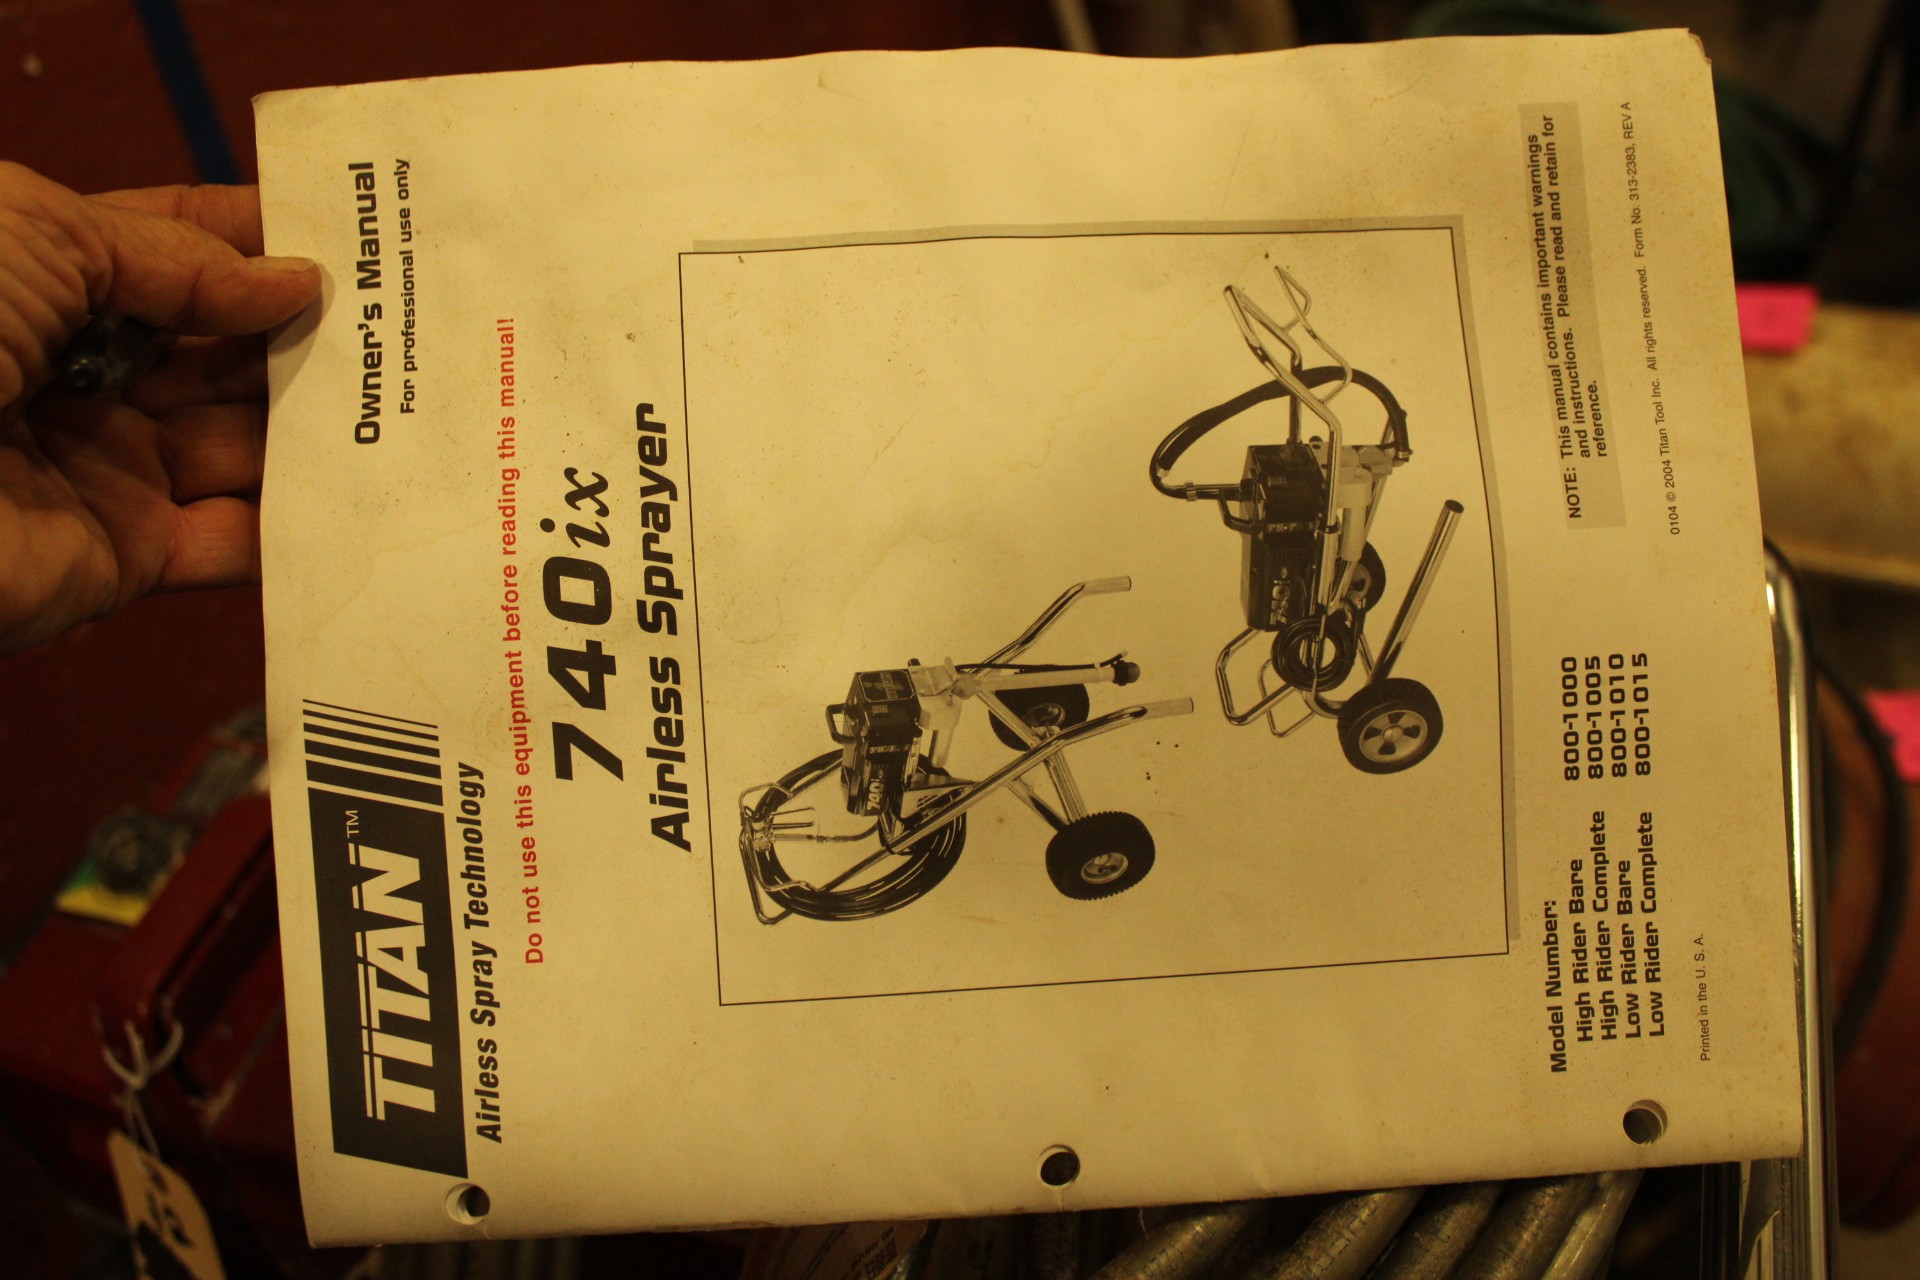 TITAN™
Airless Spray Technology
Owner's Manual
For professional use only
Do not use this equipment before reading this manual!
740ix
Airless Sprayer
740i
740i
Model Number:
High Rider Bare 800-1000
High Rider Complete 800-1005
Low Rider Bare 800-1010
Low Rider Complete 800-1015
NOTE: This manual contains important warnings
and instructions. Please read and retain for
reference.
Printed in the U. S. A.
0104 © 2004 Titan Tool Inc. All rights reserved. Form No. 313-2383, REV A